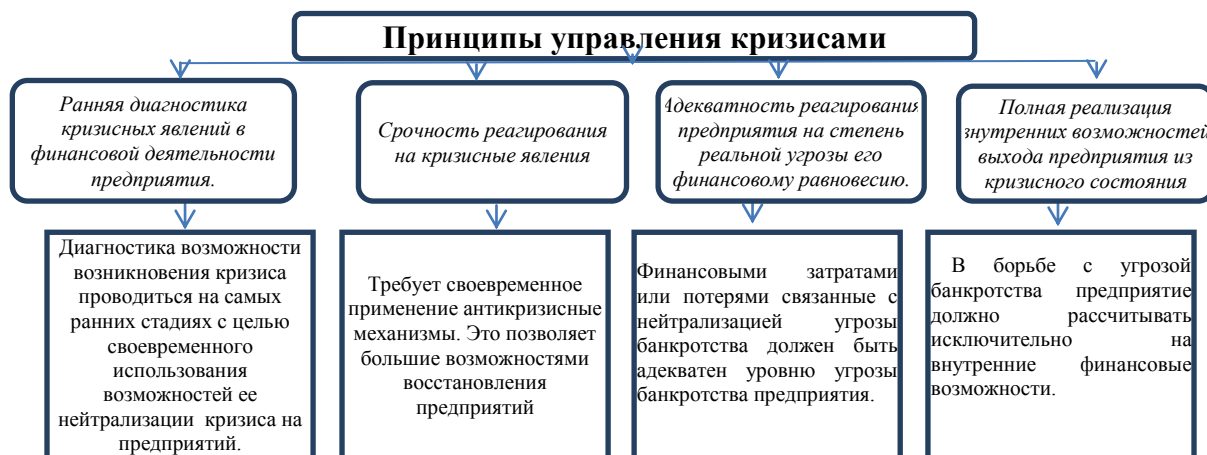 Принципы управления кризисами
Ранняя диагностика
кризисных явлений в
финансовой деятельности
предприятия.
Срочность реагирования
на кризисные явления
Адекватность реагирования
предприятия на степень
реальной угрозы его
финансовому равновесию.
Полная реализация
внутренних возможностей
выхода предприятия из
кризисного состояния
Диагностика возможности
возникновения кризиса
проводиться на самых
ранних стадиях с целью
своевременного
использования
возможностей ее
нейтрализации кризиса на
предприятий.
Требует своевременное
применение антикризисные
механизмы. Это позволяет
большие возможностями
восстановления
предприятий
Финансовыми затратами
или потерями связанные с
нейтрализацией угрозы
банкротства должен быть
адекватен уровню угрозы
банкротства предприятия.
В борьбе с угрозой
банкротства предприятие
должно рассчитывать
исключительно на
внутренние финансовые
возможности.